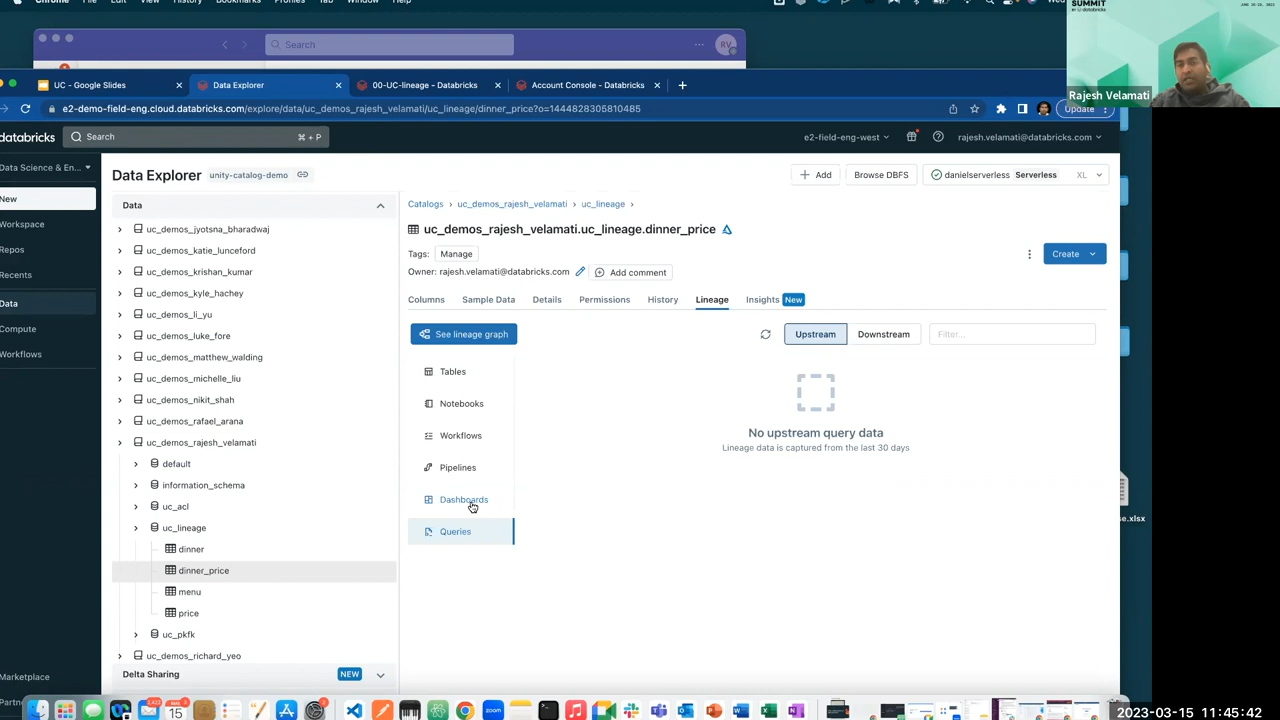 Chrome File Edit View History Bookmarks Profiles Tab Window Help
Search
RV
SUMMIT
BY databricks
Rajesh Velamati
UC - Google Slides
Data Explorer
00-UC-lineage - Databricks
Account Console - Databricks
e2-demo-field-eng.cloud.databricks.com/explore/data/uc_demos_rajesh_velamati/uc_lineage/dinner_price?o=1444828305810485
Update
databricks
Search
⌘ + P
e2-field-eng-west
rajesh.velamati@databricks.com
Data Science & En...
New
Workspace
Repos
Recents
Data
Compute
Workflows
Marketplace
Data Explorer
unity-catalog-demo
Add
Browse DBFS
danielserverless Serverless XL
Data
uc_demos_jyotsna_bharadwaj
uc_demos_katie_lunceford
uc_demos_krishan_kumar
uc_demos_kyle_hachey
uc_demos_li_yu
uc_demos_luke_fore
uc_demos_matthew_walding
uc_demos_michelle_liu
uc_demos_nikit_shah
uc_demos_rafael_arana
uc_demos_rajesh_velamati
default
information_schema
uc_acl
uc_lineage
dinner
dinner_price
menu
price
uc_pkfk
uc_demos_richard_yeo
Delta Sharing
NEW
Catalogs > uc_demos_rajesh_velamati > uc_lineage >
uc_demos_rajesh_velamati.uc_lineage.dinner_price
Tags: Manage
Owner: rajesh.velamati@databricks.com
Add comment
Create
Columns
Sample Data
Details
Permissions
History
Lineage
Insights New
See lineage graph
Upstream
Downstream
Filter...
Tables
Notebooks
Workflows
Pipelines
Dashboards
Queries
No upstream query data
Lineage data is captured from the last 30 days
se.xlsx
15
zoom
2023-03-15 11:45:42